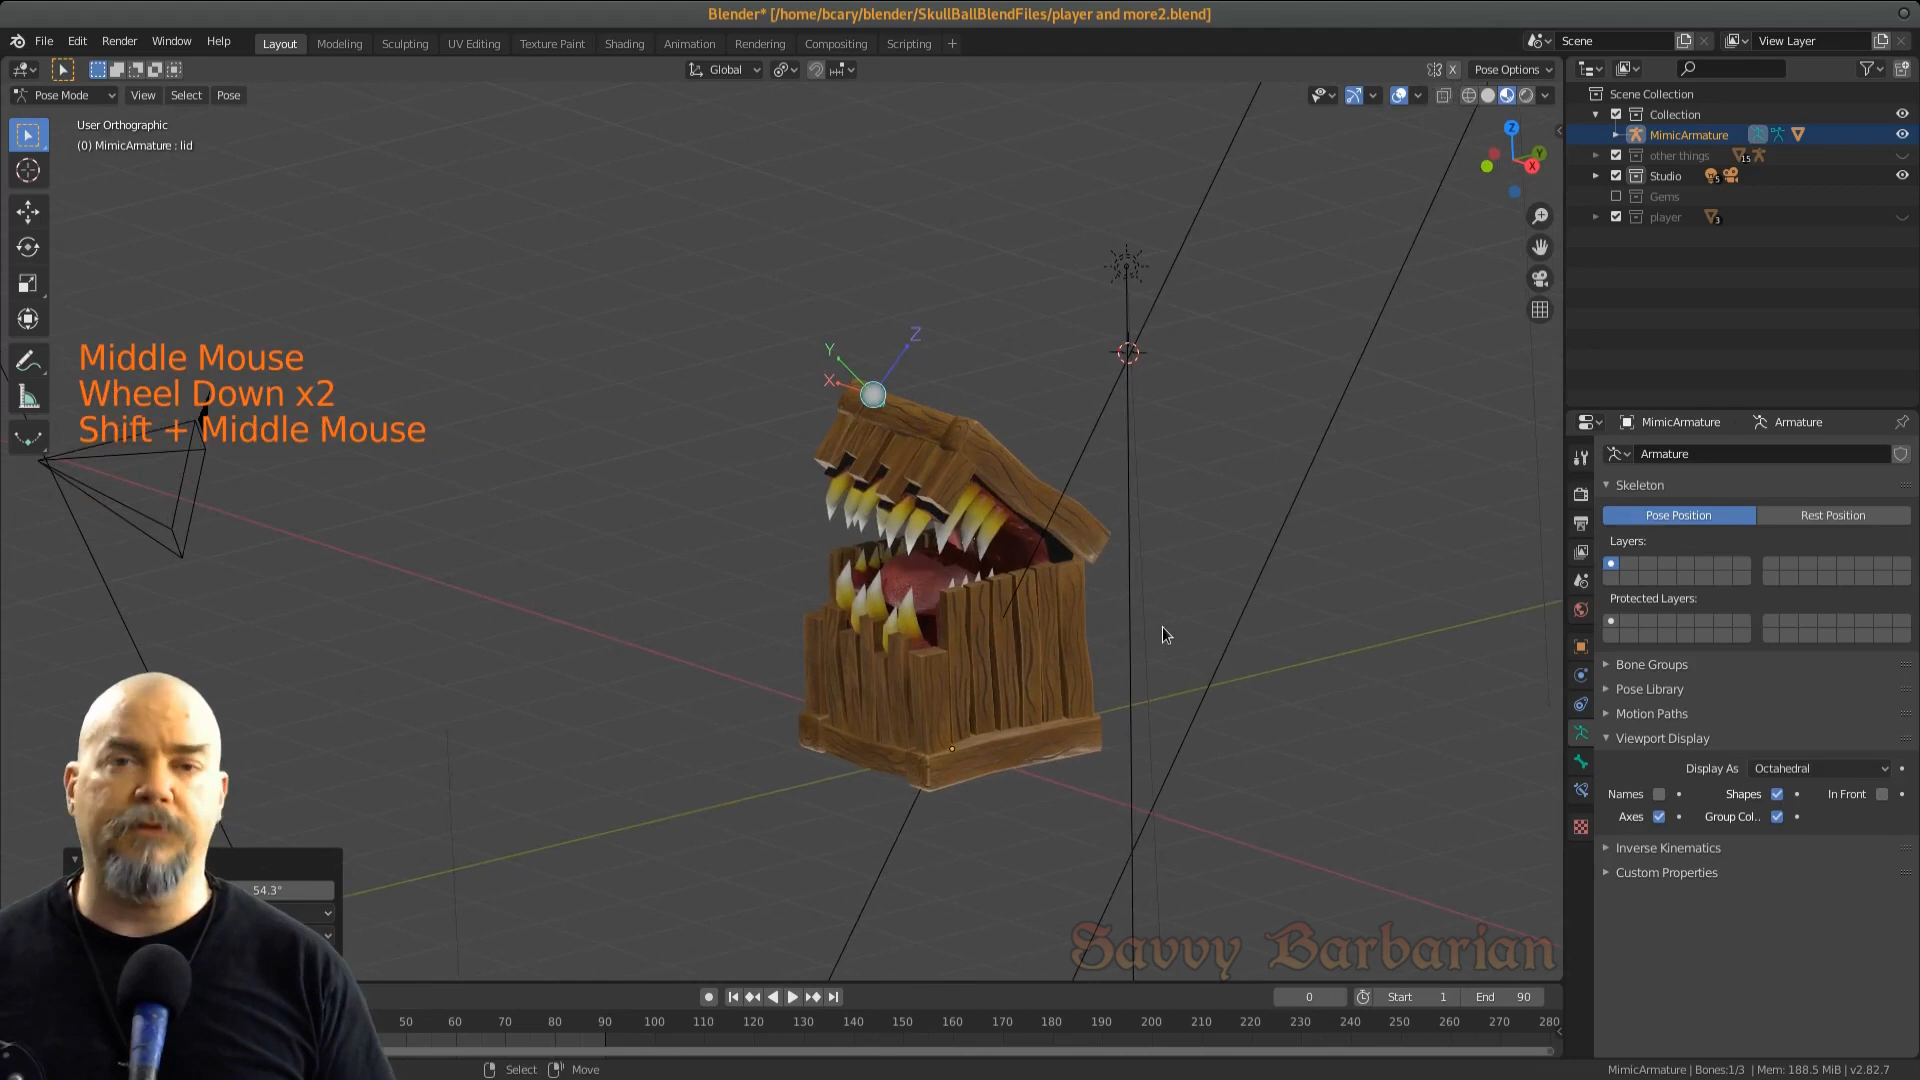 Blender* [/home/bcary/blender/SkullBallBlendFiles/player and more2.blend]
File Edit Render Window Help
Layout Modeling Sculpting UV Editing Texture Paint Shading Animation Rendering Compositing Scripting +
Scene
View Layer
Global
X Pose Options
Pose Mode View Select Pose
User Orthographic
(0) MimicArmature : lid
Z
Y
X
Middle Mouse
Wheel Down x2
Shift + Middle Mouse
Z
Y
X
Scene Collection
Collection
MimicArmature
other things 15
Studio 5
Gems
player 3
MimicArmature Armature
Armature
Skeleton
Pose Position Rest Position
Layers:
Protected Layers:
Bone Groups
Pose Library
Motion Paths
Viewport Display
Display As Octahedral
Names Shapes In Front
Axes Group Col..
Inverse Kinematics
Custom Properties
54.3°
Savvy Barbarian
0 Start 1 End 90
50 60 70 80 90 100 110 120 130 140 150 160 170 180 190 200 210 220 230 240 250 260 270 280
Select Move
MimicArmature | Bones:1/3 | Mem: 188.5 MiB | v2.82.7